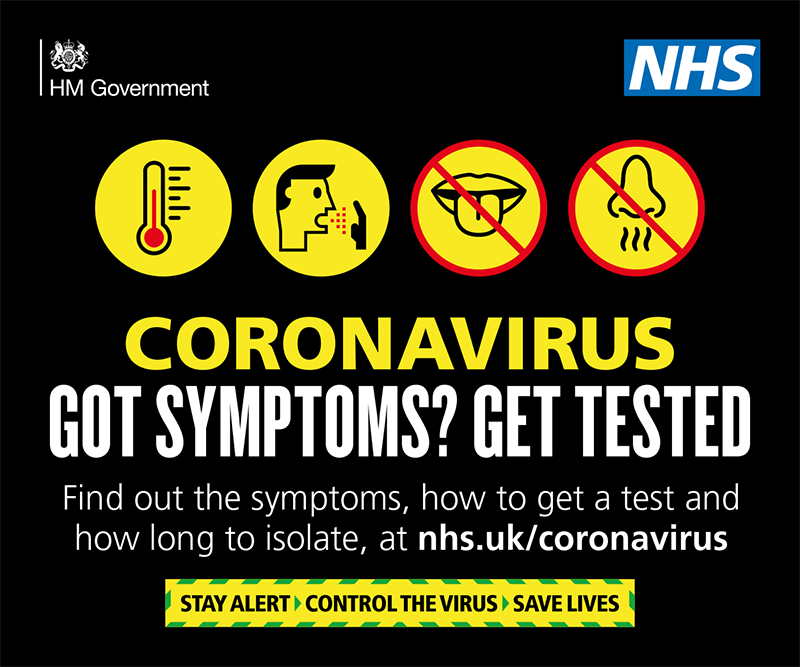 HM Government
NHS
CORONAVIRUS
GOT SYMPTOMS? GET TESTED
Find out the symptoms, how to get a test and
how long to isolate, at nhs.uk/coronavirus
STAY ALERT CONTROL THE VIRUS SAVE LIVES